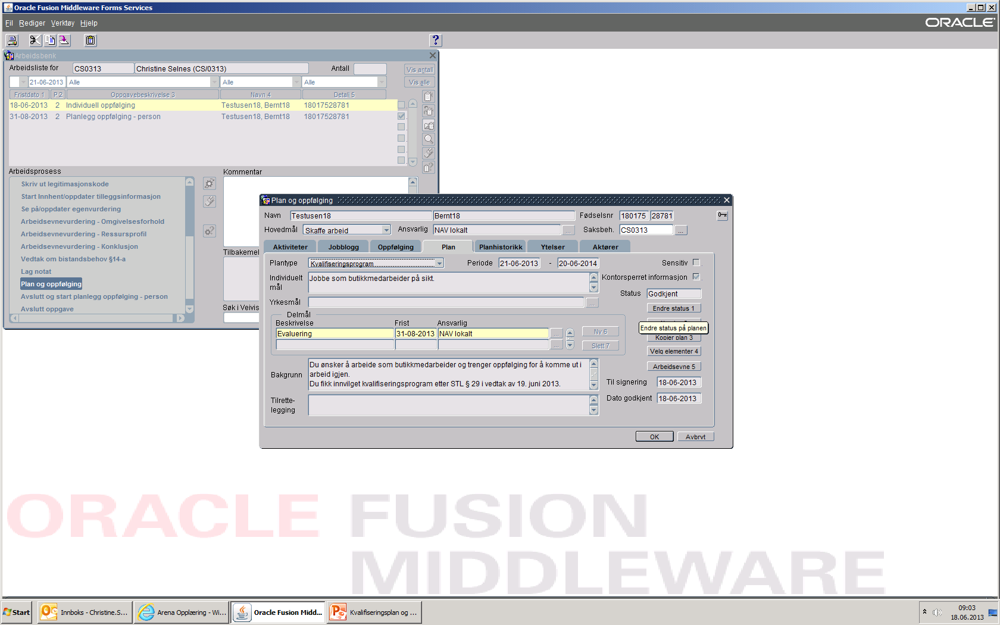 Oracle Fusion Middleware Forms Services
Fil Rediger Verktøy Hjelp
ORACLE
Arbeidsbenk
Arbeidsliste for CS0313 Christine Selnes (CS/0313) Antall Vis antall
21-06-2013 Alle Alle Alle Vis alle
Fristdato 1 P 2 Oppgavebeskrivelse 3 Navn 4 Detalj 5
18-06-2013 2 Individuell oppfølging Testusen18, Bernt18 18017528781
31-08-2013 2 Planlegg oppfølging - person Testusen18, Bernt18 18017528781
Arbeidsprosess
Skriv ut legitimasjonskode
Start Innhent/oppdater tilleggsinformasjon
Se på/oppdater egenvurdering
Arbeidsevnevurdering - Omgivelsesforhold
Arbeidsevnevurdering - Ressursprofil
Arbeidsevnevurdering - Konklusjon
Vedtak om bistandsbehov §14-a
Lag notat
Plan og oppfølging
Avslutt og start planlegg oppfølging - person
Avslutt oppgave
Kommentar
Tilbakemel
Søk i Veivis
Plan og oppfølging
Navn Testusen18 Bernt18 Fødselsnr 180175 28781
Hovedmål Skaffe arbeid Ansvarlig NAV lokalt ... Saksbeh. CS0313 ...
Aktiviteter Jobblogg Oppfølging Plan Planhistorikk Ytelser Aktører
Plantype Kvalifiseringsprogram Periode 21-06-2013 - 20-06-2014 Sensitiv
Individuelt mål Jobbe som butikkmedarbeider på sikt. Kontorsperret informasjon
Status Godkjent
Yrkesmål ...
Endre status 1
Delmål
Beskrivelse Frist Ansvarlig
Evaluering 31-08-2013 NAV lokalt ... Ny 6
... Slett 7
Endre status på planen
Kopier plan 3
Velg elementer 4
Arbeidsevne 5
Bakgrunn
Du ønsker å arbeide som butikkmedarbeider og trenger oppfølging for å komme ut i
arbeid igjen.
Du fikk innvilget kvalifiseringsprogram etter STL § 29 i vedtak av 19. juni 2013.
Til signering 18-06-2013
Dato godkjent 18-06-2013
Tilrette-
legging
OK Avbryt
ORACLE FUSION
MIDDLEWARE
Start Innboks - Christine.S... Arena Opplæring - Wi... Oracle Fusion Midd... Kvalifiseringsplan og ... 09:03
18.06.2013